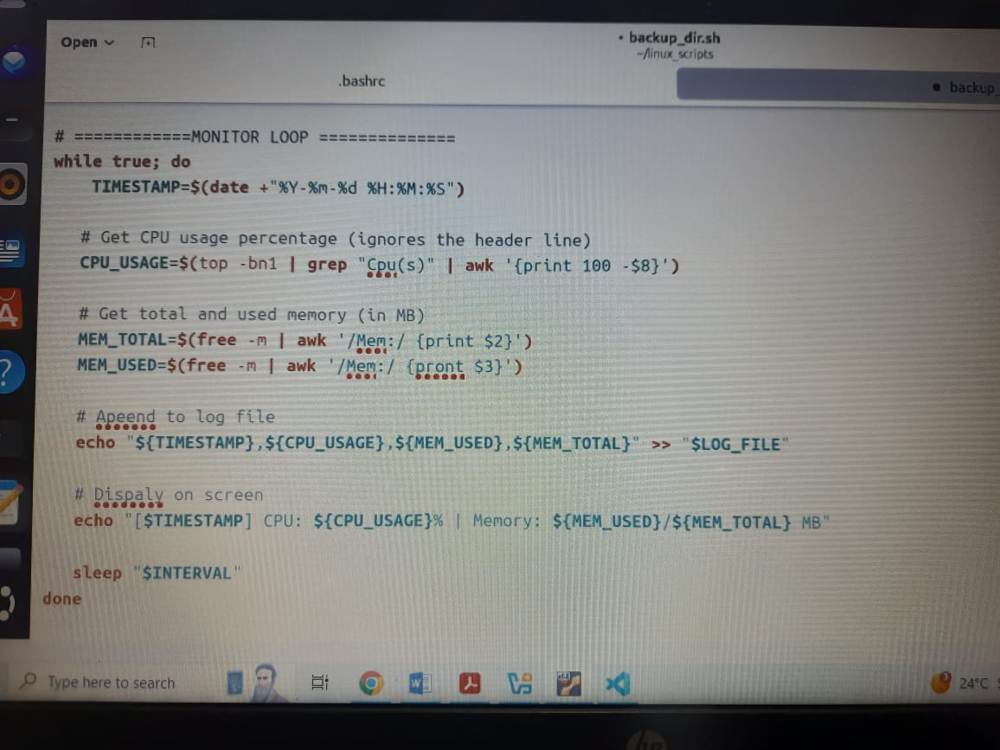 Open
• backup_dir.sh
~/linux_scripts
.bashrc
● backup_
# ============MONITOR LOOP ==============
while true; do
TIMESTAMP=$(date +"%Y-%m-%d %H:%M:%S")
# Get CPU usage percentage (ignores the header line)
CPU_USAGE=$(top -bn1 | grep "Cpu(s)" | awk '{print 100 -$8}')
# Get total and used memory (in MB)
MEM_TOTAL=$(free -m | awk '/Mem:/ {print $2}')
MEM_USED=$(free -m | awk '/Mem:/ {pront $3}')
# Apeend to log file
echo "${TIMESTAMP},${CPU_USAGE},${MEM_USED},${MEM_TOTAL}" >> "$LOG_FILE"
# Dispaly on screen
echo "[$TIMESTAMP] CPU: ${CPU_USAGE}% | Memory: ${MEM_USED}/${MEM_TOTAL} MB"
sleep "$INTERVAL"
done
Type here to search
24°C
hp